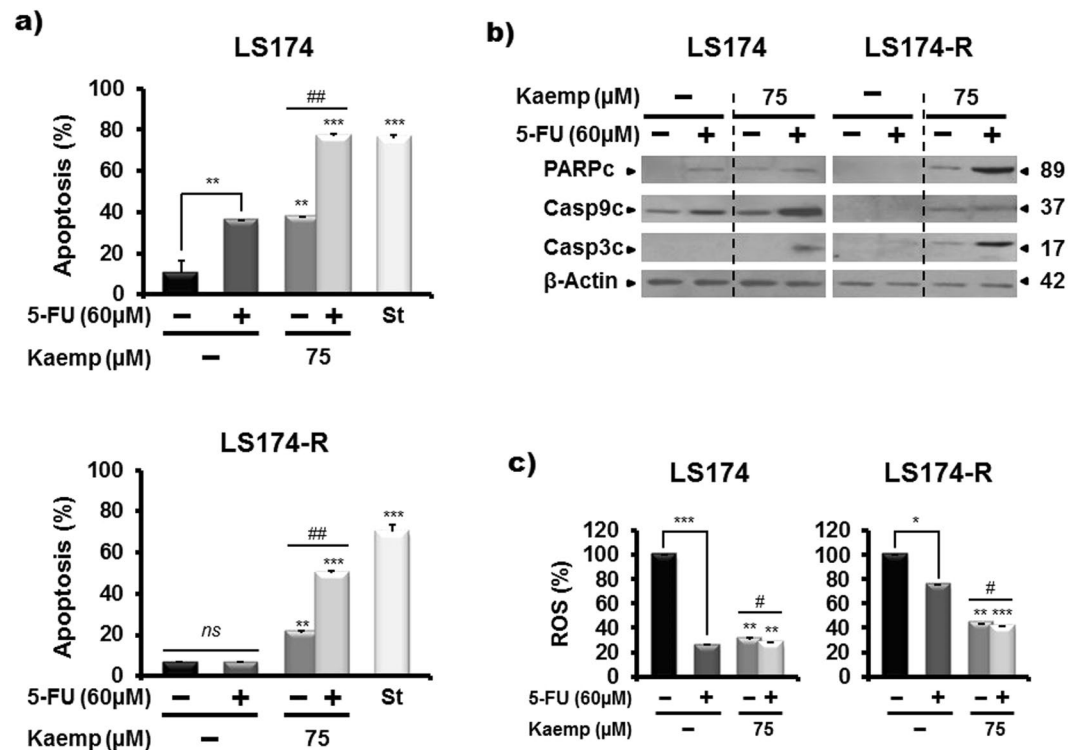 a)
LS174
Apoptosis (%)
100
80
60
40
20
0
**
**
##
***
***
5-FU (60µM) − + − + St
Kaemp (µM) − 75
LS174-R
Apoptosis (%)
100
80
60
40
20
0
ns
**
##
***
***
5-FU (60µM) − + − + St
Kaemp (µM) − 75
b)
LS174 LS174-R
Kaemp (µM) − 75 − 75
5-FU (60µM) − + − + − + − +
PARPc 89
Casp9c 37
Casp3c 17
β-Actin 42
c)
LS174
ROS (%)
120
100
80
60
40
20
0
***
#
** **
5-FU (60µM) − + − +
Kaemp (µM) − 75
LS174-R
120
100
80
60
40
20
0
*
#
** ***
− + − +
− 75